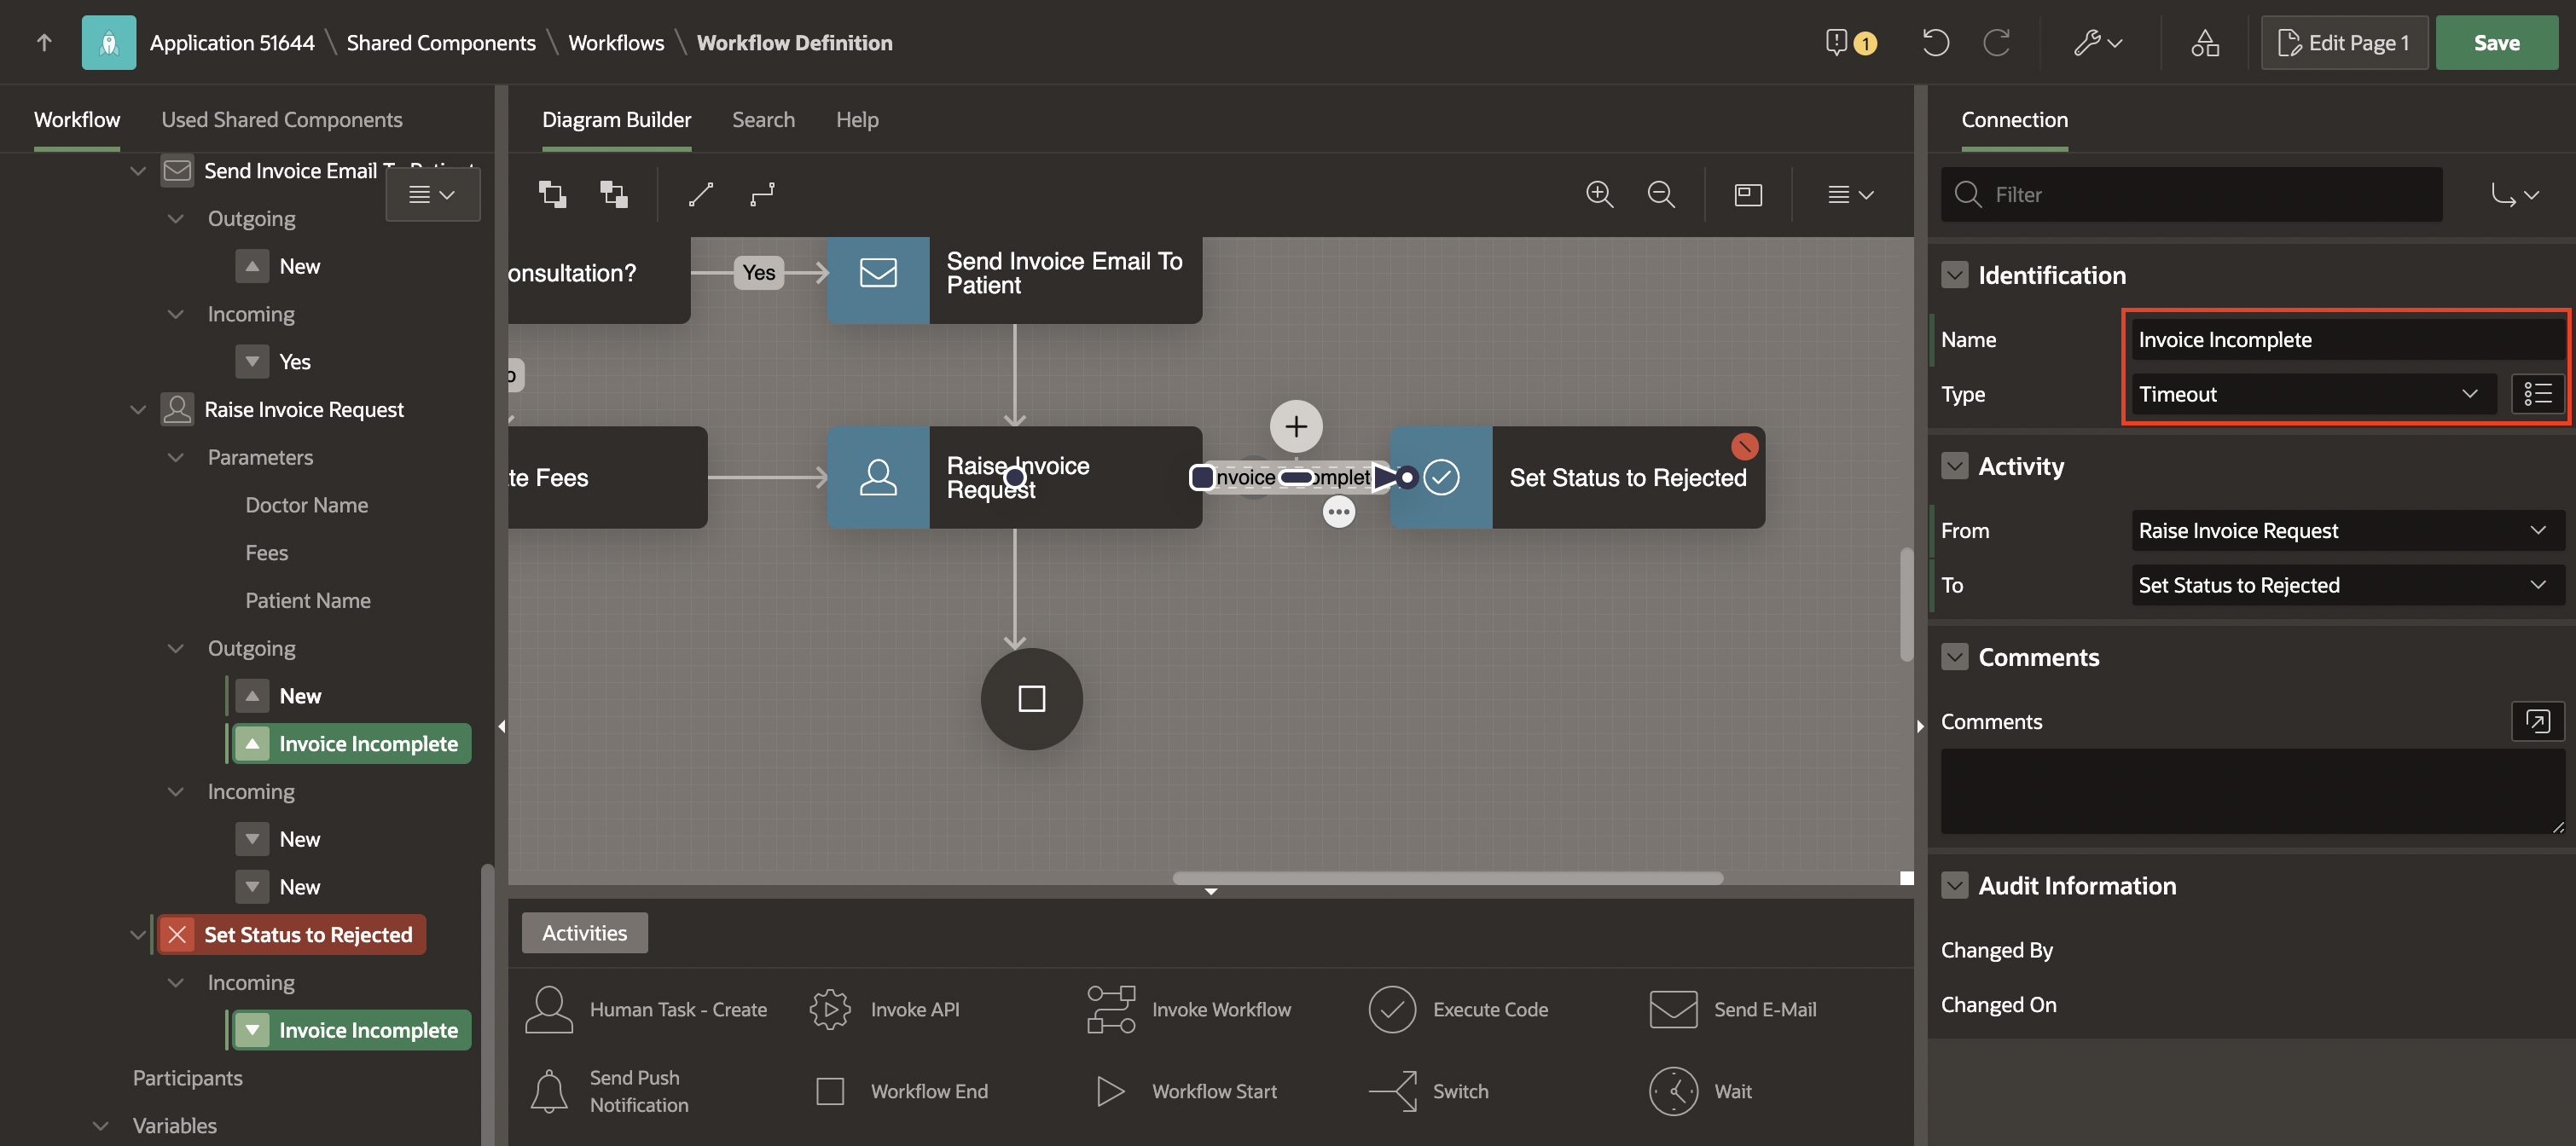 Application 51644 \ Shared Components \ Workflows \ Workflow Definition
1
Edit Page 1
Save
Workflow
Used Shared Components
Send Invoice Email
Outgoing
New
Incoming
Yes
Raise Invoice Request
Parameters
Doctor Name
Fees
Patient Name
Outgoing
New
Invoice Incomplete
Incoming
New
New
Set Status to Rejected
Incoming
Invoice Incomplete
Participants
Variables
Diagram Builder
Search
Help
onsultation?
Yes
Send Invoice Email To
Patient
te Fees
Raise Invoice
Request
nvoice
Set Status to Rejected
Activities
Human Task - Create
Invoke API
Invoke Workflow
Execute Code
Send E-Mail
Send Push
Notification
Workflow End
Workflow Start
Switch
Wait
Connection
Filter
Identification
Name
Invoice Incomplete
Type
Timeout
Activity
From
Raise Invoice Request
To
Set Status to Rejected
Comments
Comments
Audit Information
Changed By
Changed On